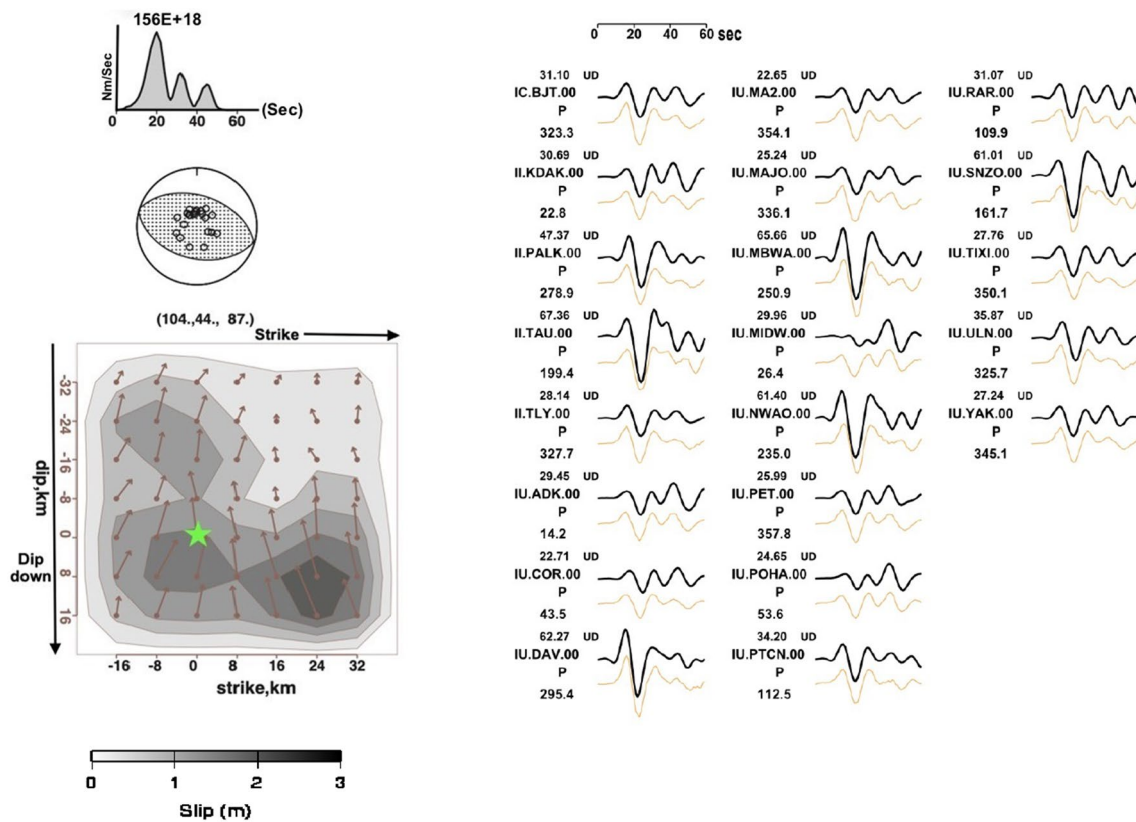 156E+18
Nm/Sec
(Sec)
0 20 40 60
(104.,44., 87.)
Strike
dip,km
-32
-24
-16
-8
0
8
16
Dip
down
-16 -8 0 8 16 24 32
strike,km
0 1 2 3
Slip (m)
0 20 40 60 sec
31.10 UD
IC.BJT.00
P
323.3
30.69 UD
II.KDAK.00
P
22.8
47.37 UD
II.PALK.00
P
278.9
67.36 UD
II.TAU.00
P
199.4
28.14 UD
II.TLY.00
P
327.7
29.45 UD
IU.ADK.00
P
14.2
22.71 UD
IU.COR.00
P
43.5
62.27 UD
IU.DAV.00
P
295.4
22.65 UD
IU.MA2.00
P
354.1
25.24 UD
IU.MAJO.00
P
336.1
65.66 UD
IU.MBWA.00
P
250.9
29.96 UD
IU.MIDW.00
P
26.4
61.40 UD
IU.NWAO.00
P
235.0
25.99 UD
IU.PET.00
P
357.8
24.65 UD
IU.POHA.00
P
53.6
34.20 UD
IU.PTCN.00
P
112.5
31.07 UD
IU.RAR.00
P
109.9
61.01 UD
IU.SNZO.00
P
161.7
27.76 UD
IU.TIXI.00
P
350.1
35.87 UD
IU.ULN.00
P
325.7
27.24 UD
IU.YAK.00
P
345.1